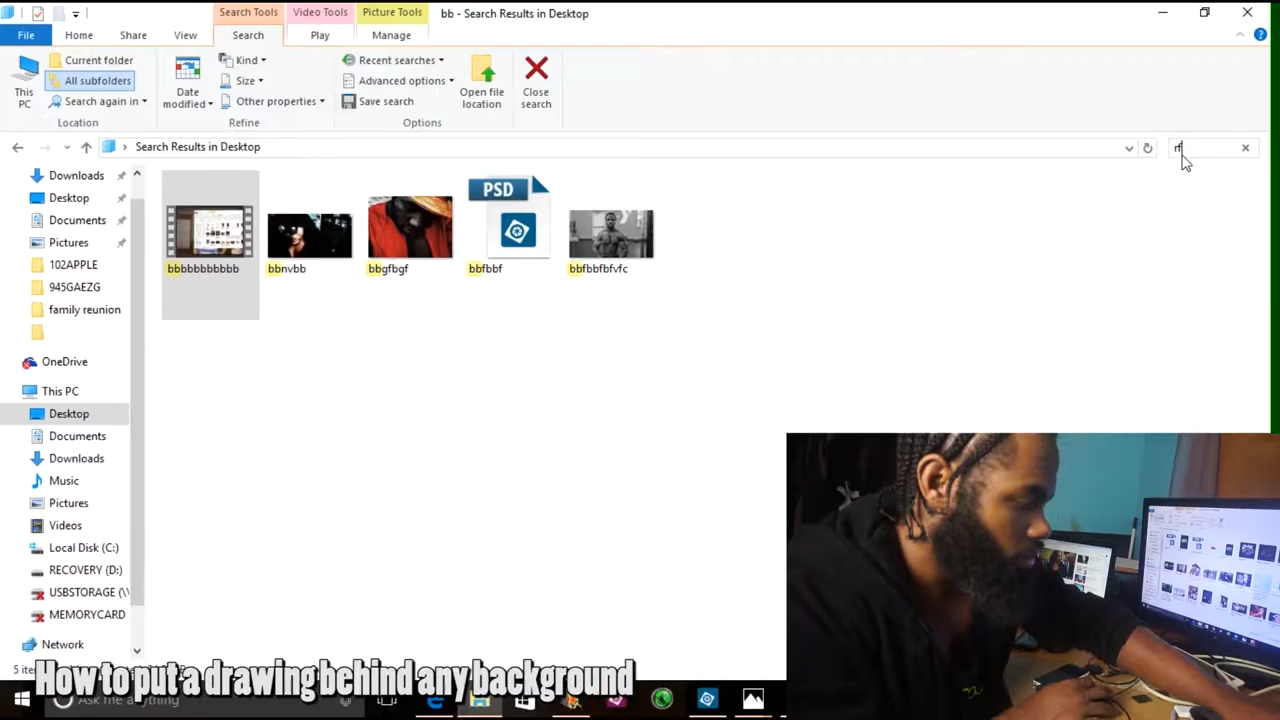 Search Tools Video Tools Picture Tools bb - Search Results in Desktop
File Home Share View Search Play Manage
This PC
Current folder
All subfolders
Search again in
Location
Date modified
Kind
Size
Other properties
Refine
Recent searches
Advanced options
Save search
Options
Open file location
Close search
Search Results in Desktop
rf
Downloads
Desktop
Documents
Pictures
102APPLE
945GAEZG
family reunion
OneDrive
This PC
Desktop
Documents
Downloads
Music
Pictures
Videos
Local Disk (C:)
RECOVERY (D:)
USBSTORAGE (\\
MEMORYCARD
Network
PSD
bbbbbbbbbbb bbnvbb bbgfbgf bbfbbf bbfbbfbfvfc
How to put a drawing behind any background
Ask me anything